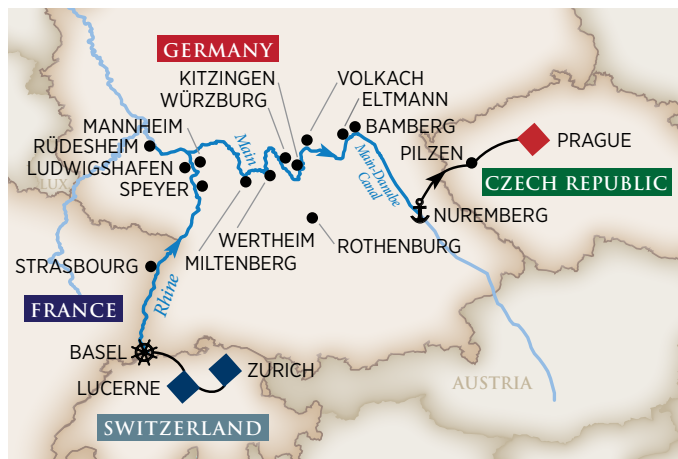 GERMANY
KITZINGEN
VOLKACH
WÜRZBURG
ELTMANN
MANNHEIM
BAMBERG
RÜDESHEIM
Main
PRAGUE
LUDWIGSHAFEN
PILZEN
LUX
SPEYER
Main-Danube
Canal
CZECH REPUBLIC
NUREMBERG
WERTHEIM
ROTHENBURG
MILTENBERG
STRASBOURG
Rhine
FRANCE
BASEL
ZURICH
LUCERNE
AUSTRIA
SWITZERLAND